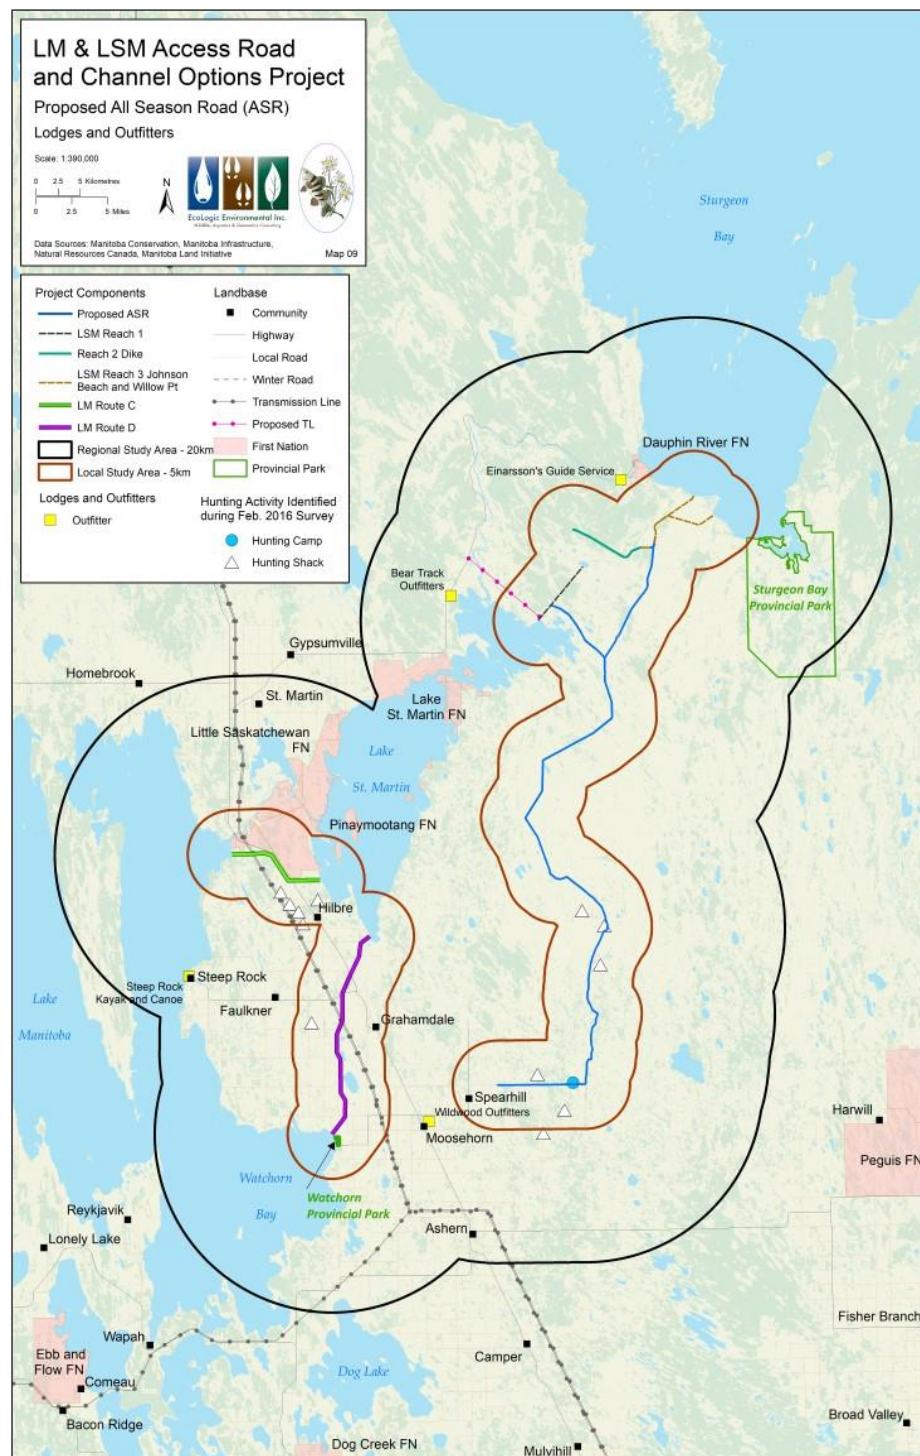 LM & LSM Access Road
and Channel Options Project
Proposed All Season Road (ASR)
Lodges and Outfitters
Scale: 1:390,000
0 2.5 5 Kilometres
0 2.5 5 Miles
N
EcoLogic Environmental Inc.
Data Sources: Manitoba Conservation, Manitoba Infrastructure,
Natural Resources Canada, Manitoba Land Initiative
Map 09
Project Components
Proposed ASR
LSM Reach 1
Reach 2 Dike
LSM Reach 3 Johnson
Beach and Willow Pt
LM Route C
LM Route D
Regional Study Area - 20km
Local Study Area - 5km
Lodges and Outfitters
Outfitter
Landbase
Community
Highway
Local Road
Winter Road
Transmission Line
Proposed TL
First Nation
Provincial Park
Hunting Activity Identified
during Feb. 2016 Survey
Hunting Camp
Hunting Shack
Sturgeon
Bay
Dauphin River FN
Einarsson's Guide Service
Bear Track
Outfitters
Sturgeon Bay
Provincial Park
Gypsumville
Homebrook
St. Martin
Lake
St. Martin FN
Little Saskatchewan
FN
Lake
St. Martin
Pinaymootang FN
Hilbre
Steep Rock
Steep Rock
Kayak and Canoe
Faulkner
Lake
Manitoba
Grahamdale
Spearhill
Wildwood Outfitters
Moosehorn
Harwill
Peguis FN
Watchorn
Bay
Watchorn
Provincial Park
Reykjavik
Lonely Lake
Ashern
Fisher Branch
Wapah
Ebb and
Flow FN
Comeau
Bacon Ridge
Dog Lake
Camper
Broad Valley
Dog Creek FN
Mulvihill